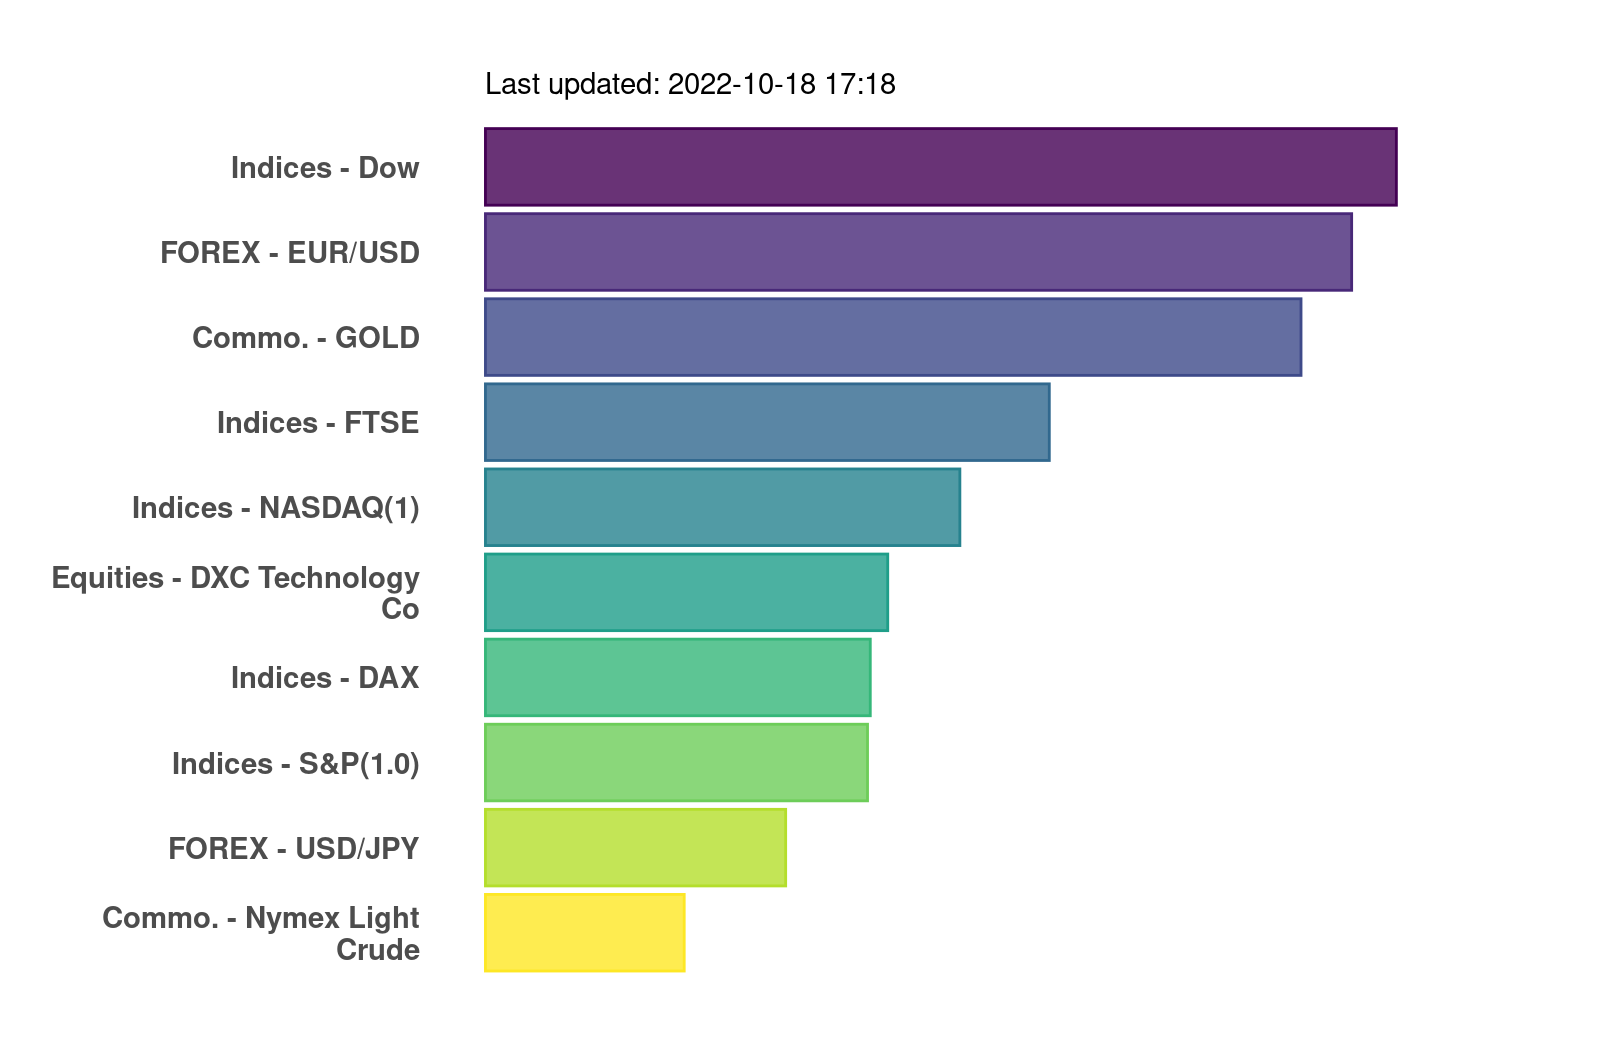 Last updated: 2022-10-18 17:18
Indices - Dow
FOREX - EUR/USD
Commo. - GOLD
Indices - FTSE
Indices - NASDAQ(1)
Equities - DXC Technology
Co
Indices - DAX
Indices - S&P(1.0)
FOREX - USD/JPY
Commo. - Nymex Light
Crude